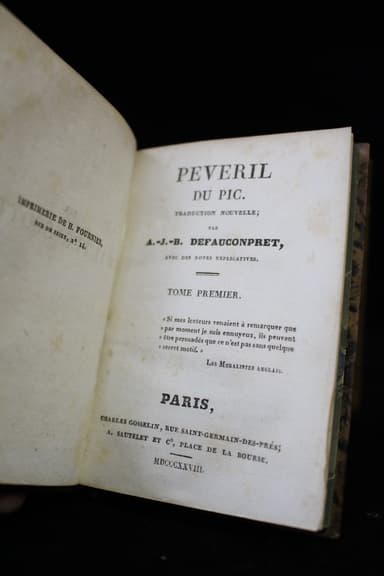 IMPRIMERIE DE H. FOURNIER,
RUE DE SEINE, N° 14.
PEVERIL
DU PIC.
TRADUCTION NOUVELLE;
PAR
A.-J.-B. DEFAUCONPRET,
AVEC DES NOTES EXPLICATIVES.
TOME PREMIER.
« Si mes lecteurs venaient à remarquer que
« par moment je suis ennuyeux, ils peuvent
« être persuadés que ce n'est pas sans quelque
« secret motif. »
LES MORALISTES ANGLAIS.
PARIS,
CHARLES GOSSELIN, RUE SAINT-GERMAIN-DES-PRÉS;
A. SAUTELET ET C°, PLACE DE LA BOURSE.
MDCCCXXVIII.